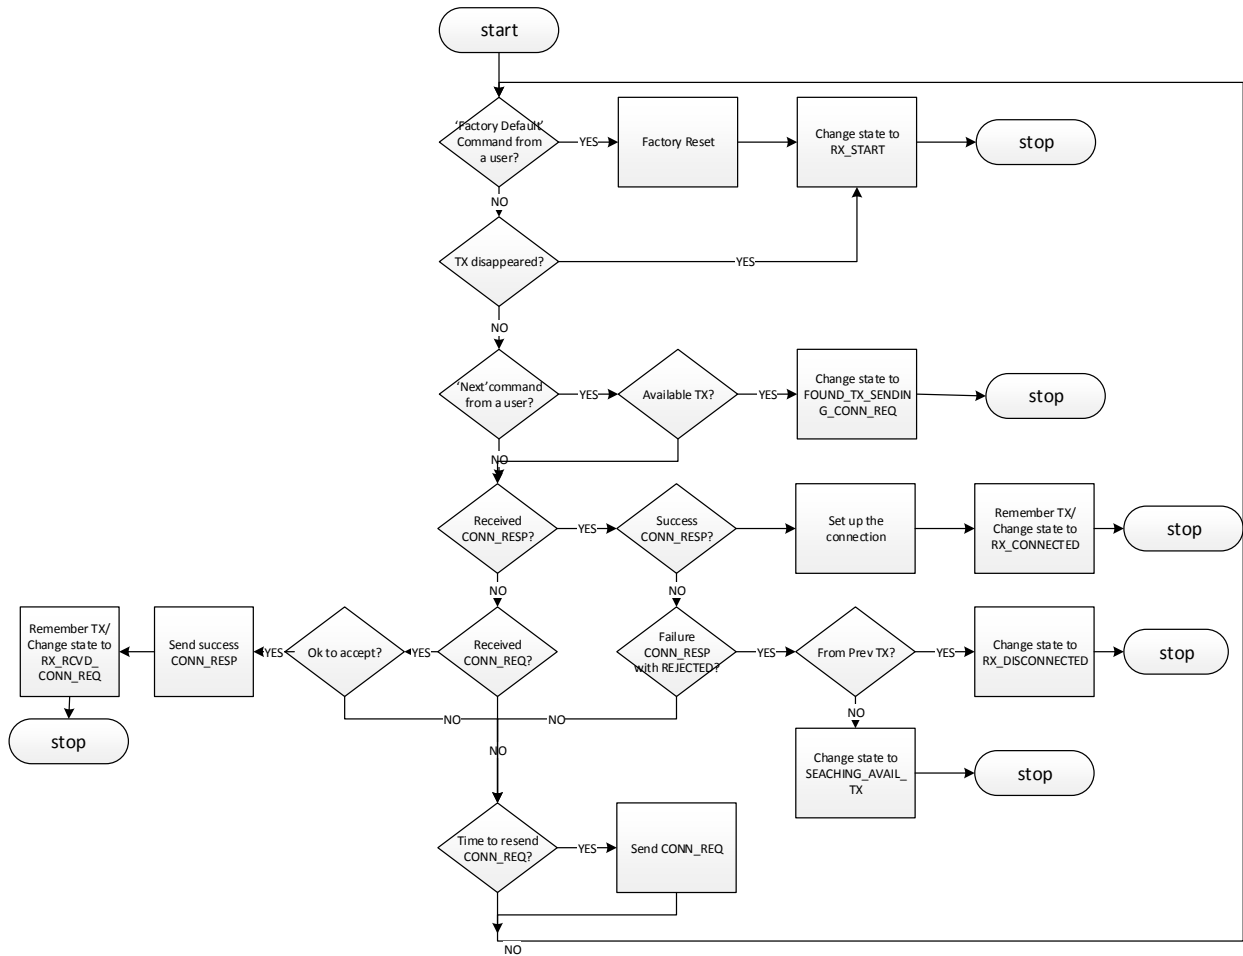 start
‘Factory Default’
Command from
a user?
YES
Factory Reset
Change state to
RX_START
stop
NO
TX disappeared?
YES
NO
‘Next’ command
from a user?
YES
Available TX?
YES
Change state to
FOUND_TX_SENDIN
G_CONN_REQ
stop
NO
Received
CONN_RESP?
YES
Success
CONN_RESP?
Set up the
connection
Remember TX/
Change state to
RX_CONNECTED
stop
NO
NO
Remember TX/
Change state to
RX_RCVD_
CONN_REQ
Send success
CONN_RESP
YES
Ok to accept?
YES
Received
CONN_REQ?
Failure
CONN_RESP
with REJECTED?
YES
From Prev TX?
YES
Change state to
RX_DISCONNECTED
stop
stop
NO
NO
NO
NO
Change state to
SEACHING_AVAIL_
TX
stop
Time to resend
CONN_REQ?
YES
Send CONN_REQ
NO